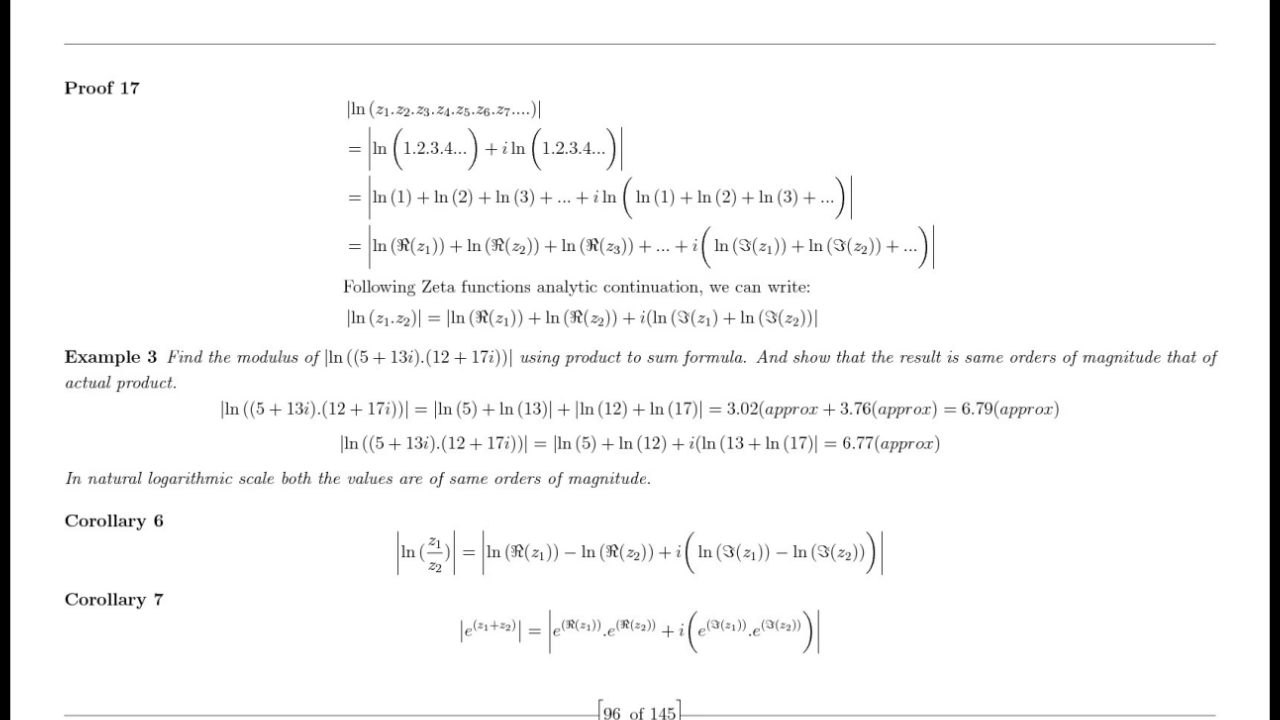 Proof 17
|ln (z₁.z₂.z₃.z₄.z₅.z₆.z₇....)|
= |ln (1.2.3.4...) + i ln (1.2.3.4...)|
= |ln (1) + ln (2) + ln (3) + ... + i ln ( ln (1) + ln (2) + ln (3) + ...)|
= |ln (ℜ(z₁)) + ln (ℜ(z₂)) + ln (ℜ(z₃)) + ... + i( ln (ℑ(z₁)) + ln (ℑ(z₂)) + ...)|
Following Zeta functions analytic continuation, we can write:
|ln (z₁.z₂)| = |ln (ℜ(z₁)) + ln (ℜ(z₂)) + i(ln (ℑ(z₁) + ln (ℑ(z₂))|
Example 3 Find the modulus of |ln ((5 + 13i).(12 + 17i))| using product to sum formula. And show that the result is same orders of magnitude that of
actual product.
|ln ((5 + 13i).(12 + 17i))| = |ln (5) + ln (13)| + |ln (12) + ln (17)| = 3.02(approx + 3.76(approx) = 6.79(approx)
|ln ((5 + 13i).(12 + 17i))| = |ln (5) + ln (12) + i(ln (13 + ln (17)| = 6.77(approx)
In natural logarithmic scale both the values are of same orders of magnitude.
Corollary 6
|ln (z₁/z₂)| = |ln (ℜ(z₁)) − ln (ℜ(z₂)) + i( ln (ℑ(z₁)) − ln (ℑ(z₂)))|
Corollary 7
|e^(z₁+z₂)| = |e^(ℜ(z₁)).e^(ℜ(z₂)) + i(e^(ℑ(z₁)).e^(ℑ(z₂)))|
[96 of 145]